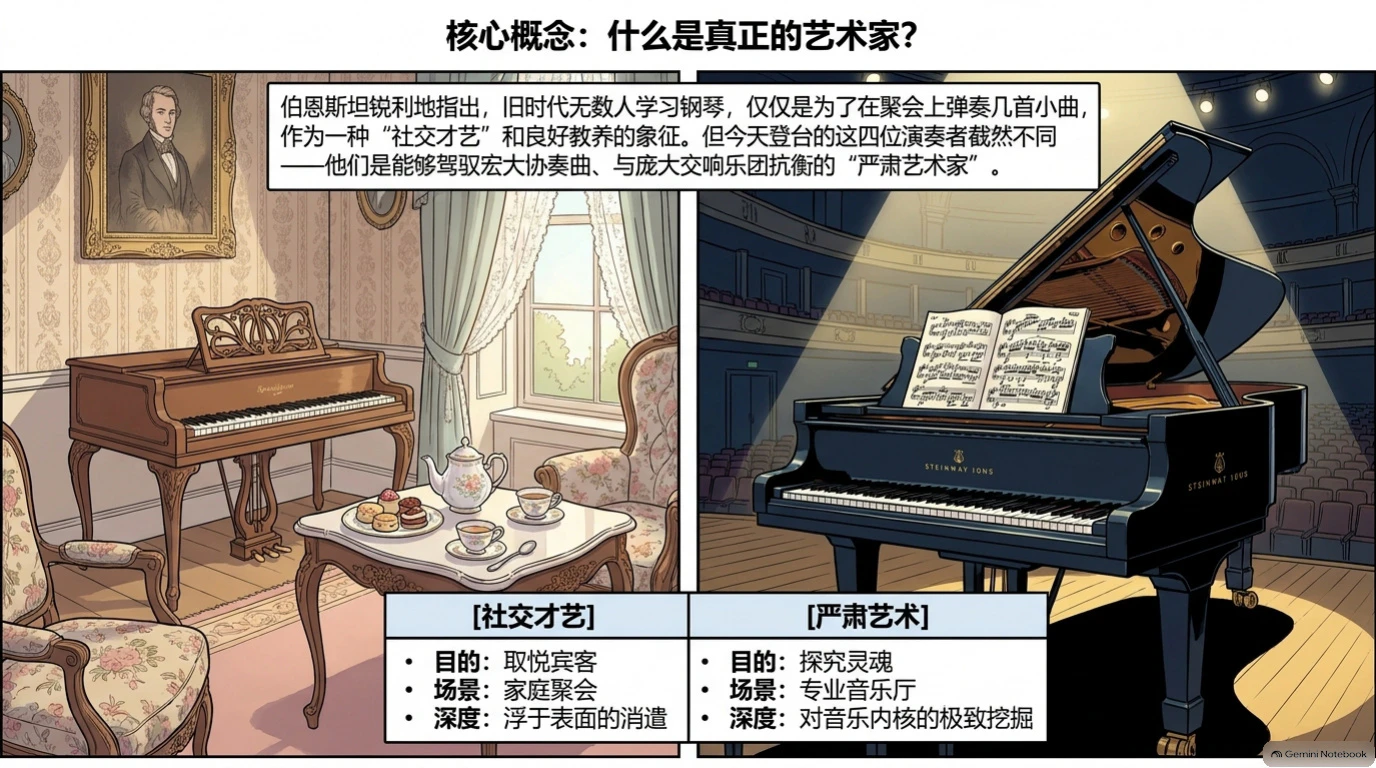 核心概念：什么是真正的艺术家？
伯恩斯坦锐利地指出，旧时代无数人学习钢琴，仅仅是为了在聚会上弹奏几首小曲，
作为一种“社交才艺”和良好教养的象征。但今天登台的这四位演奏者截然不同
——他们是能够驾驭宏大协奏曲、与庞大交响乐团抗衡的“严肃艺术家”。
STEINWAY IONS
STEINWAT IOUS
[社交才艺]
• 目的：取悦宾客
• 场景：家庭聚会
• 深度：浮于表面的消遣
[严肃艺术]
• 目的：探究灵魂
• 场景：专业音乐厅
• 深度：对音乐内核的极致挖掘
Gemini Notebook